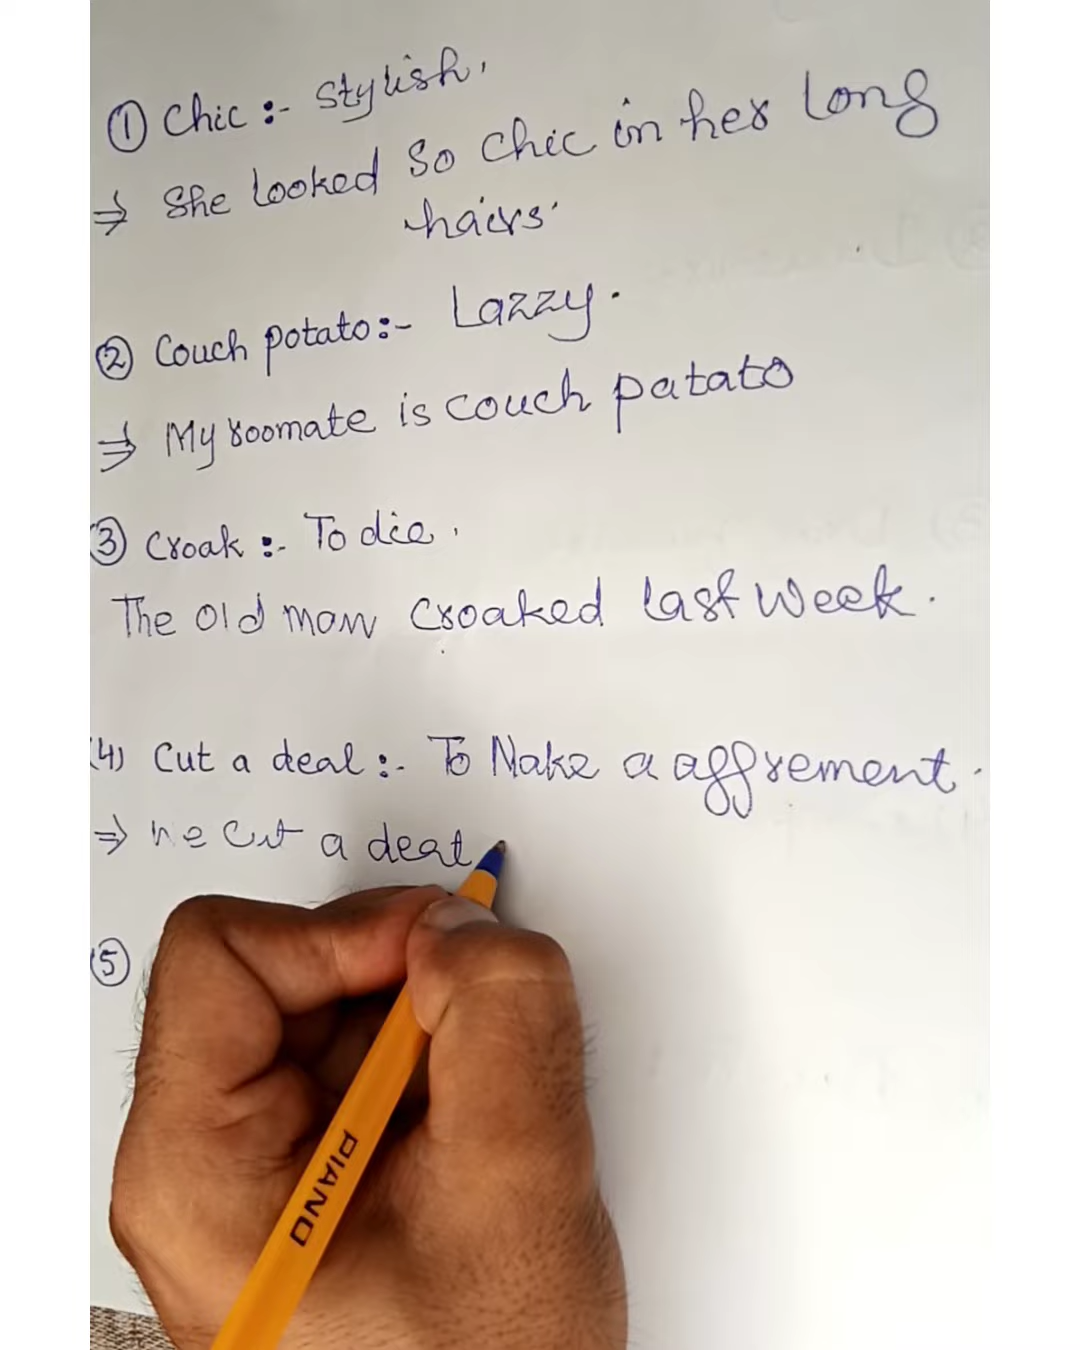 ① Chic :- Stylish.
⇒ She looked so chic in her long
hairs.
② Couch potato :- Lazzy.
⇒ My roomate is couch patato
③ Croak :- To die.
The old man croaked last week.
(4) Cut a deal :- To Make a aggrement.
⇒ We Cut a deal
⑤
PIANO